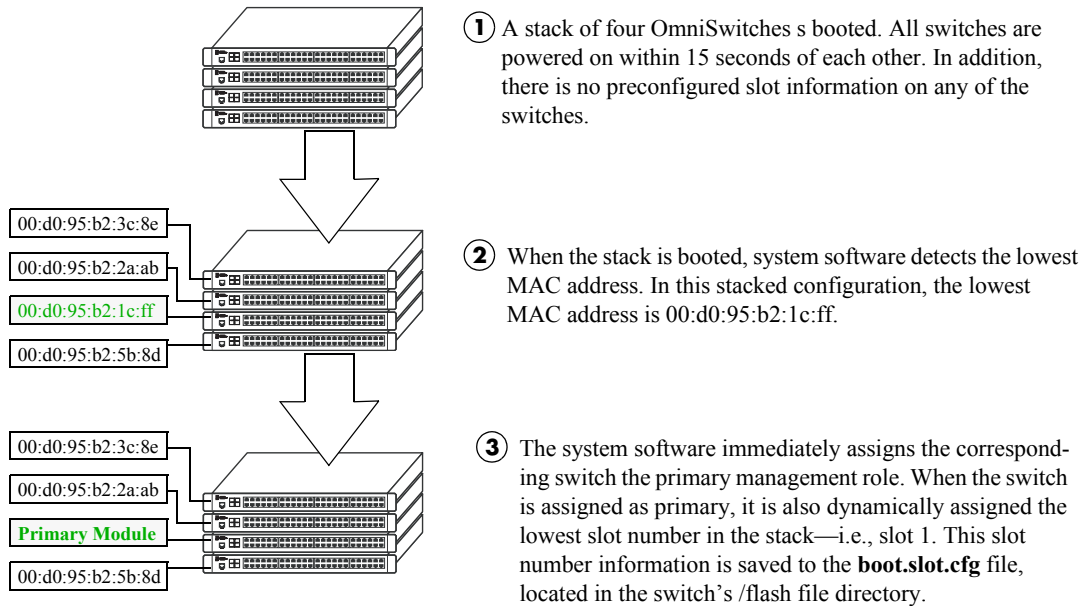 ① A stack of four OmniSwitches s booted. All switches are
powered on within 15 seconds of each other. In addition,
there is no preconfigured slot information on any of the
switches.
00:d0:95:b2:3c:8e
00:d0:95:b2:2a:ab
00:d0:95:b2:1c:ff
00:d0:95:b2:5b:8d
② When the stack is booted, system software detects the lowest
MAC address. In this stacked configuration, the lowest
MAC address is 00:d0:95:b2:1c:ff.
00:d0:95:b2:3c:8e
00:d0:95:b2:2a:ab
Primary Module
00:d0:95:b2:5b:8d
③ The system software immediately assigns the correspond-
ing switch the primary management role. When the switch
is assigned as primary, it is also dynamically assigned the
lowest slot number in the stack—i.e., slot 1. This slot
number information is saved to the boot.slot.cfg file,
located in the switch’s /flash file directory.